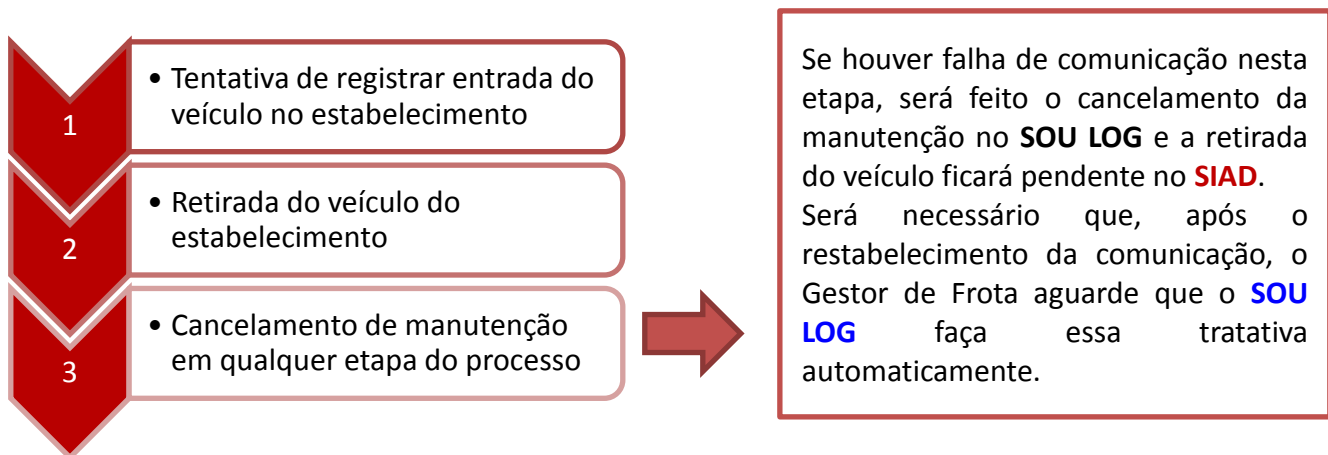 1
• Tentativa de registrar entrada do
veículo no estabelecimento
2
• Retirada do veículo do
estabelecimento
3
• Cancelamento de manutenção
em qualquer etapa do processo
Se houver falha de comunicação nesta
etapa, será feito o cancelamento da
manutenção no SOU LOG e a retirada
do veículo ficará pendente no SIAD.
Será necessário que, após o
restabelecimento da comunicação, o
Gestor de Frota aguarde que o SOU
LOG faça essa tratativa
automaticamente.